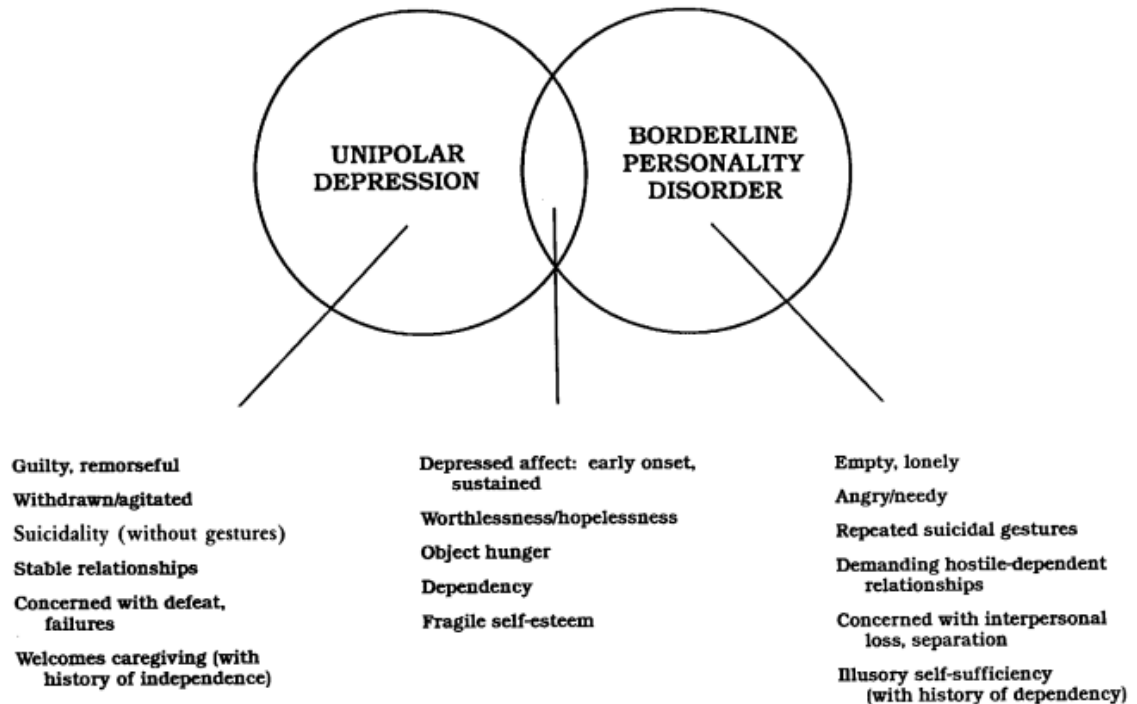 UNIPOLAR
DEPRESSION
BORDERLINE
PERSONALITY
DISORDER
Guilty, remorseful
Withdrawn/agitated
Suicidality (without gestures)
Stable relationships
Concerned with defeat,
failures
Welcomes caregiving (with
history of independence)
Depressed affect: early onset,
sustained
Worthlessness/hopelessness
Object hunger
Dependency
Fragile self-esteem
Empty, lonely
Angry/needy
Repeated suicidal gestures
Demanding hostile-dependent
relationships
Concerned with interpersonal
loss, separation
Illusory self-sufficiency
(with history of dependency)